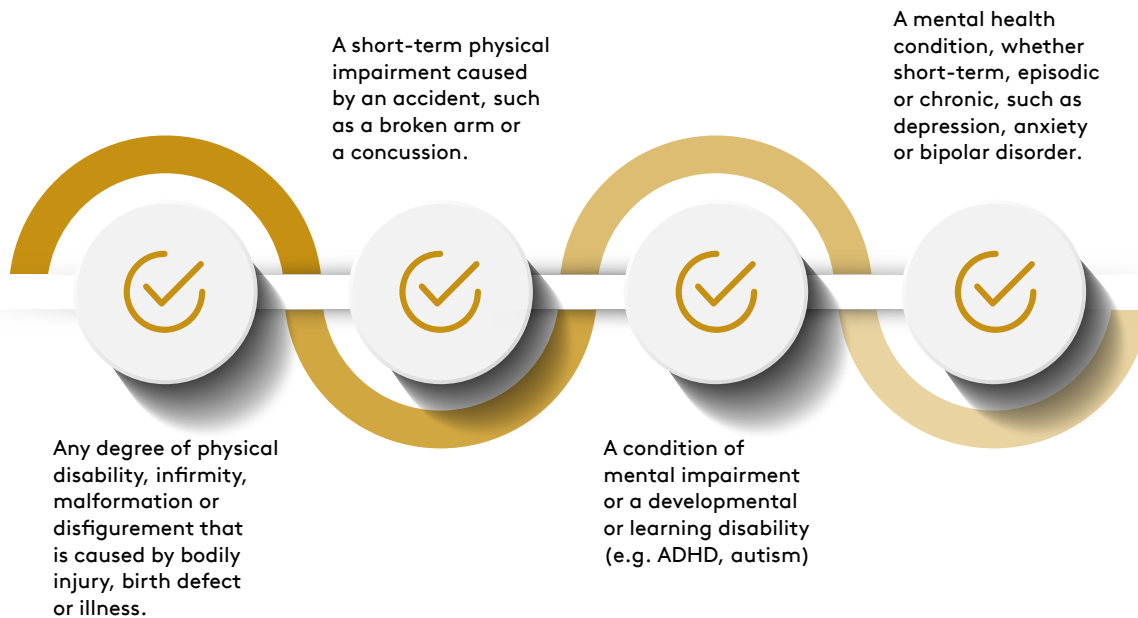 Any degree of physical
disability, infirmity,
malformation or
disfigurement that
is caused by bodily
injury, birth defect
or illness.
A short-term physical
impairment caused
by an accident, such
as a broken arm or
a concussion.
A condition of
mental impairment
or a developmental
or learning disability
(e.g. ADHD, autism)
A mental health
condition, whether
short-term, episodic
or chronic, such as
depression, anxiety
or bipolar disorder.